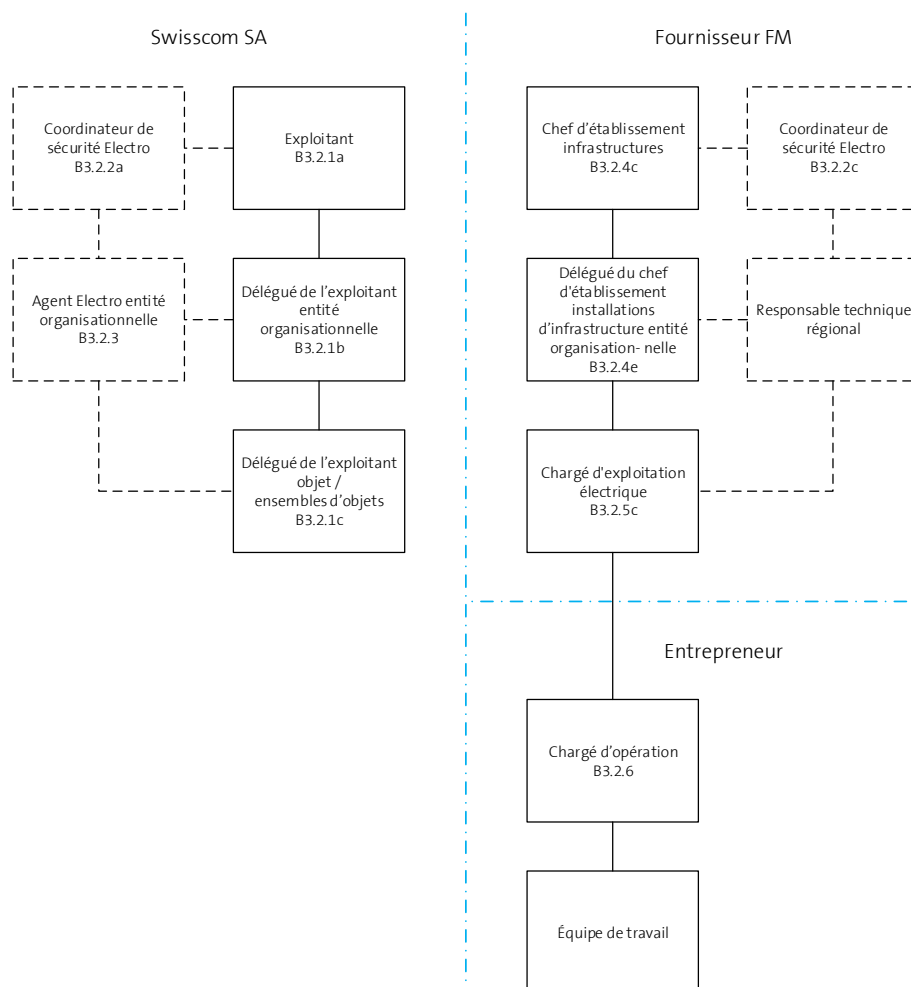 Swisscom SA
Fournisseur FM
Coordinateur de
sécurité Electro
B3.2.2a
Exploitant
B3.2.1a
Chef d’établissement
infrastructures
B3.2.4c
Coordinateur de
sécurité Electro
B3.2.2c
Agent Electro entité
organisationnelle
B3.2.3
Délégué de l’exploitant
entité
organisationnelle
B3.2.1b
Délégué du chef
d'établissement
installations
d’infrastructure entité
organisation- nelle
B3.2.4e
Responsable technique
régional
Délégué de l’exploitant
objet /
ensembles d’objets
B3.2.1c
Chargé d'exploitation
électrique
B3.2.5c
Entrepreneur
Chargé d’opération
B3.2.6
Équipe de travail